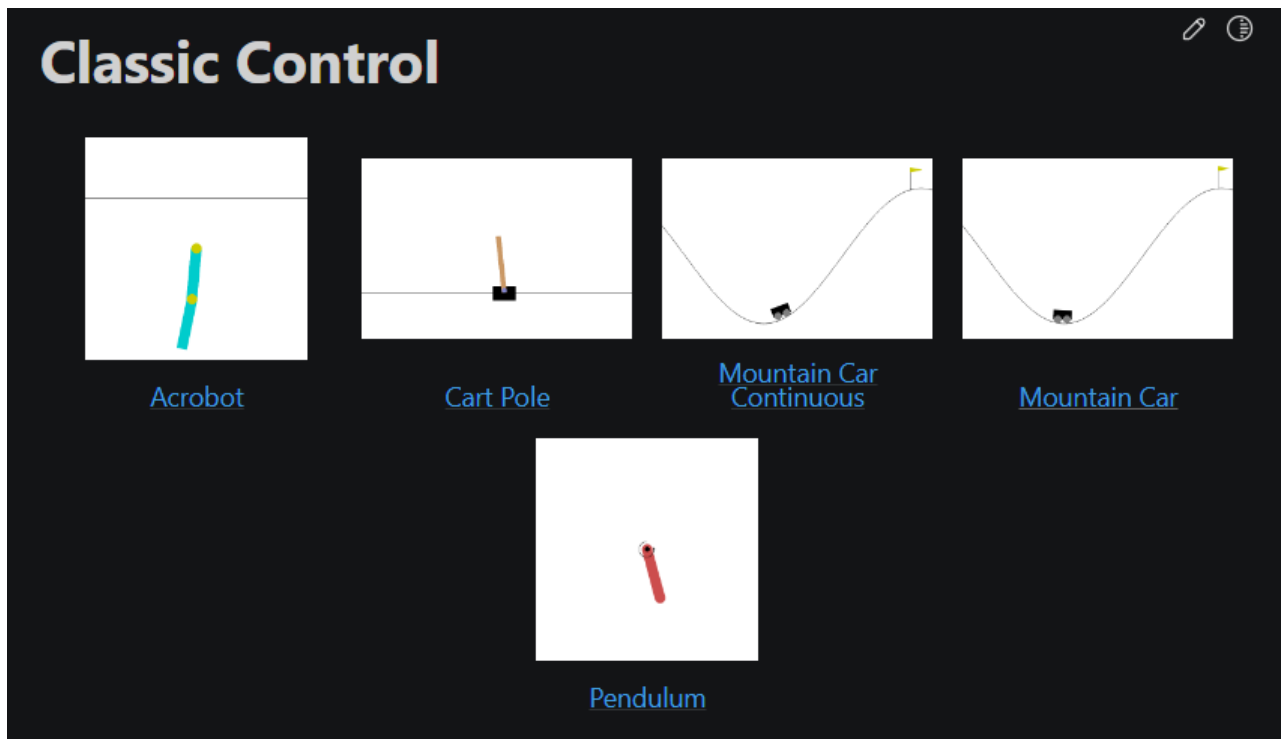 Classic Control
Acrobot
Cart Pole
Mountain Car
Continuous
Mountain Car
Pendulum